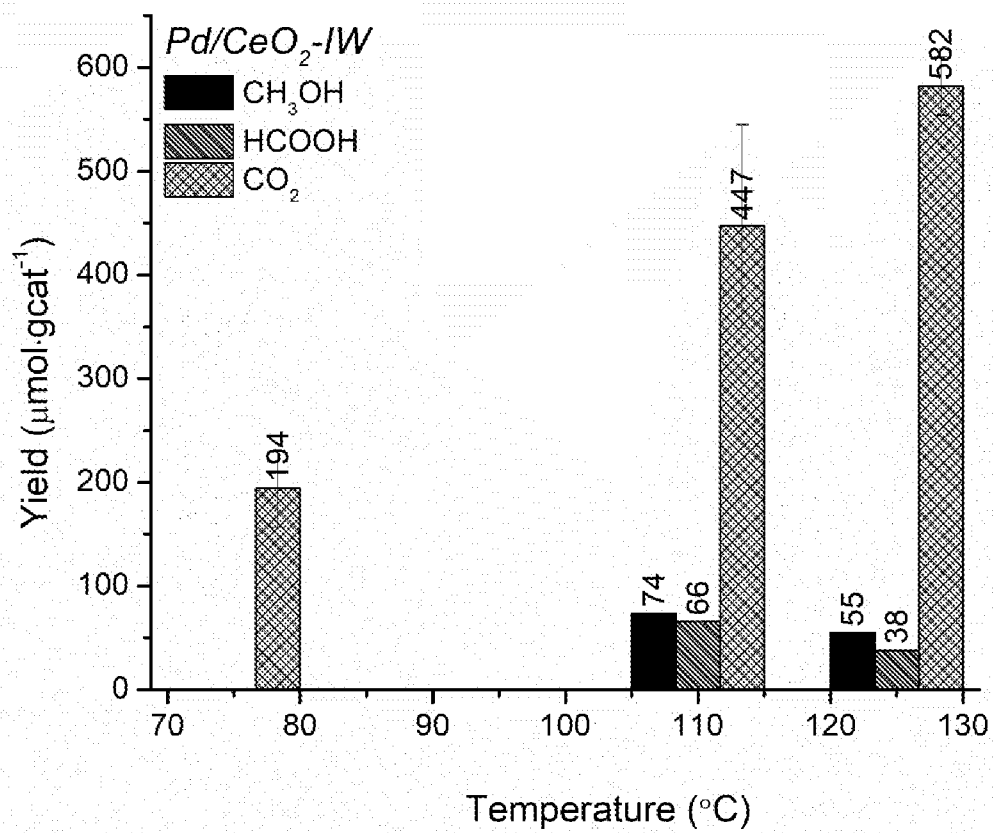 Pd/CeO₂-IW
CH₃OH
HCOOH
CO₂
600
500
400
300
200
100
0
Yield (μmol·gcat⁻¹)
194
74
66
447
55
38
582
70 80 90 100 110 120 130
Temperature (°C)